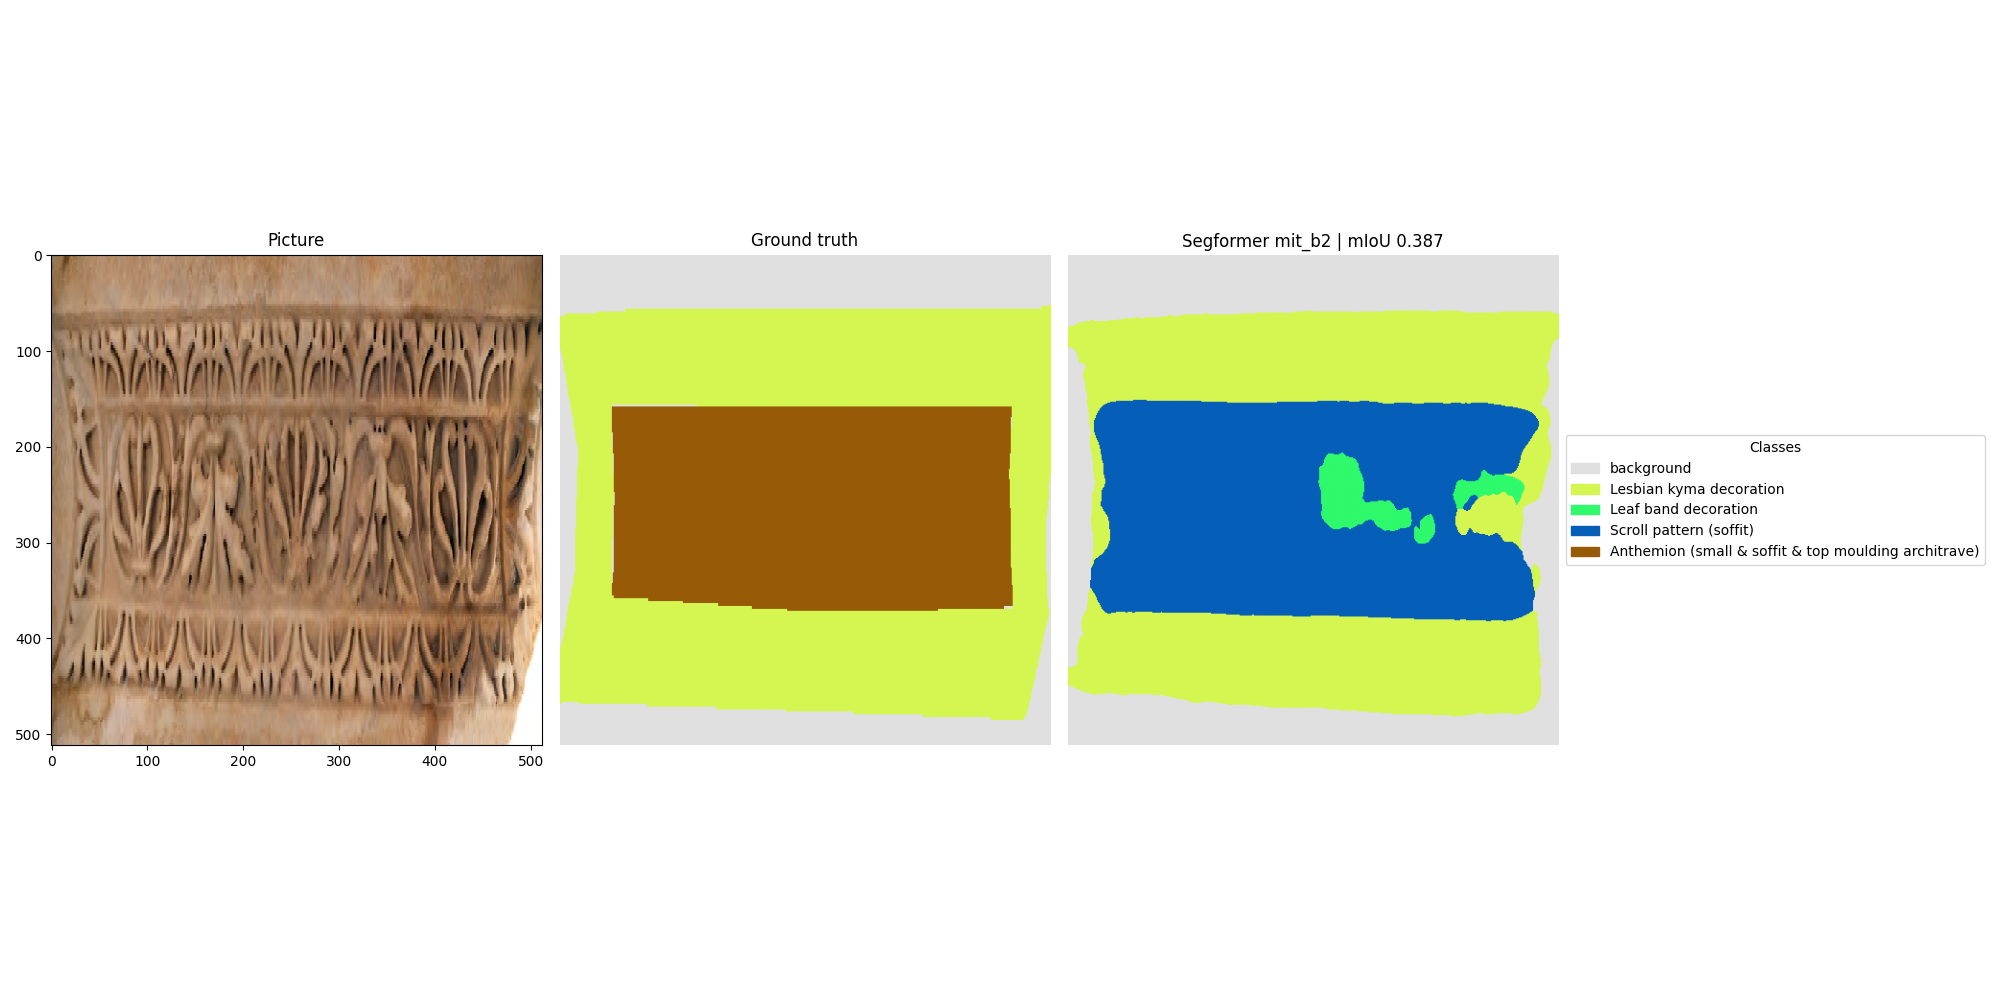 Picture
Ground truth
Segformer mit_b2 | mIoU 0.387
0
100
200
300
400
500
0
100
200
300
400
500
Classes
background
Lesbian kyma decoration
Leaf band decoration
Scroll pattern (soffit)
Anthemion (small & soffit & top moulding architrave)